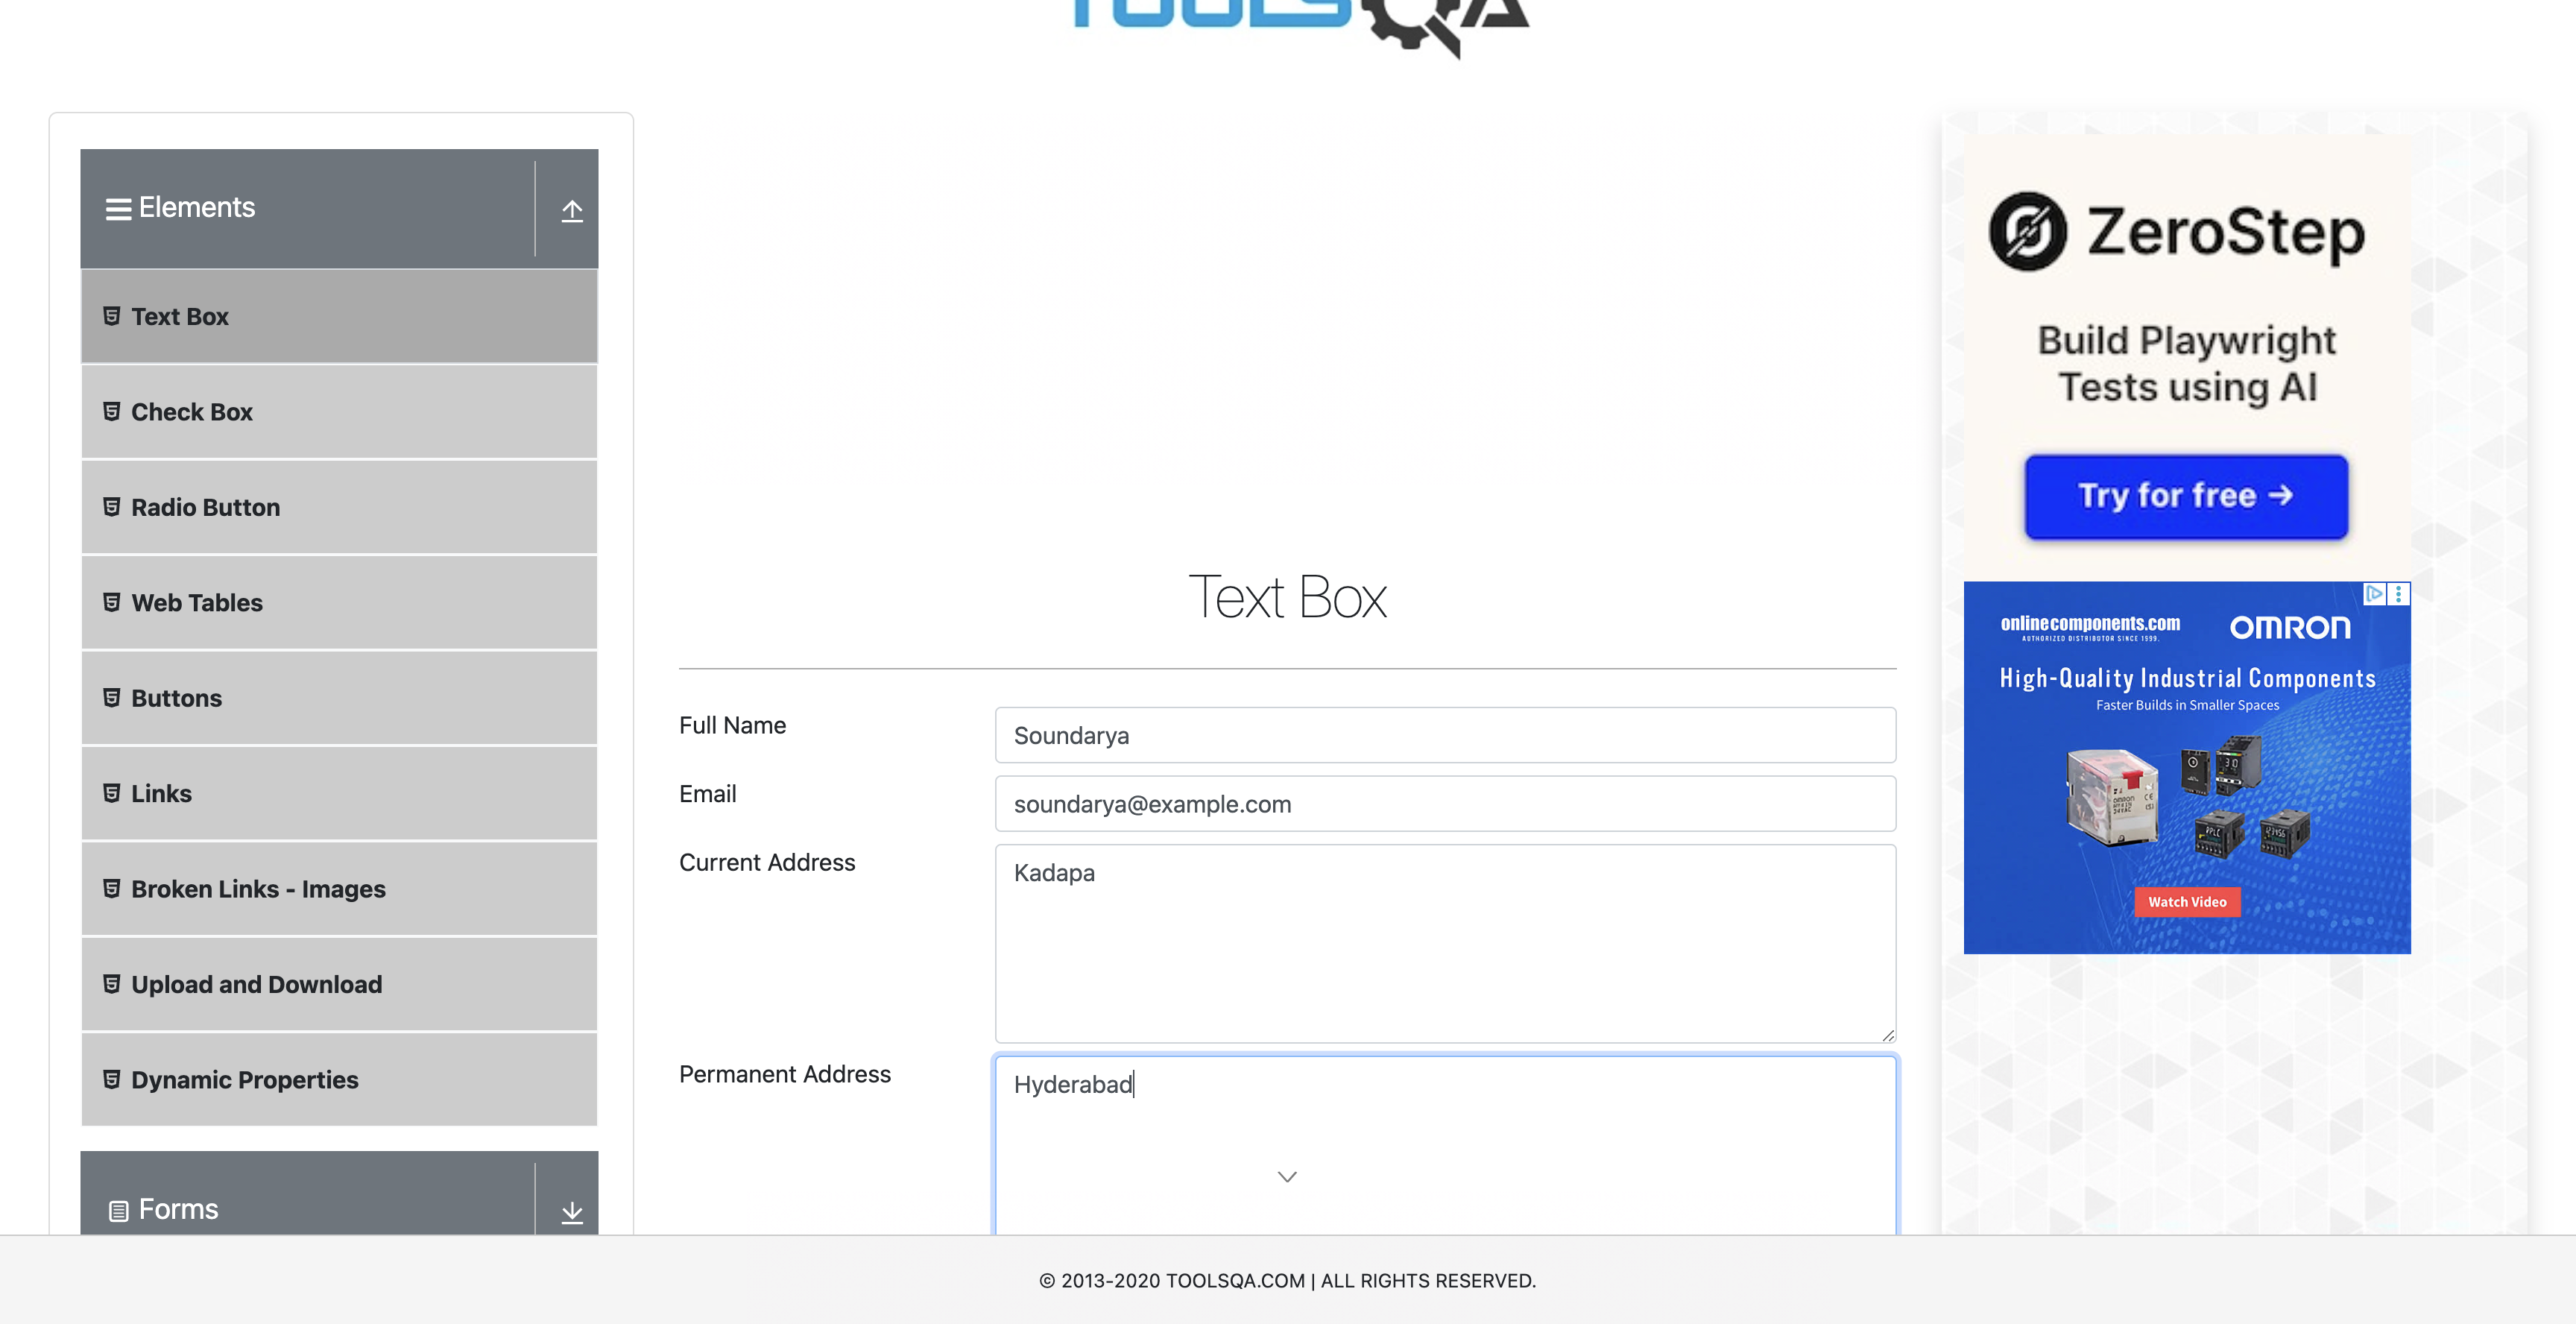 TOOLSQA
Elements
Text Box
Check Box
Radio Button
Web Tables
Buttons
Links
Broken Links - Images
Upload and Download
Dynamic Properties
Forms
Text Box
Full Name
Soundarya
Email
soundarya@example.com
Current Address
Kadapa
Permanent Address
Hyderabad
ZeroStep
Build Playwright
Tests using AI
Try for free →
onlinecomponents.com
AUTHORIZED DISTRIBUTOR SINCE 1999.
OMRON
High-Quality Industrial Components
Faster Builds in Smaller Spaces
Watch Video
© 2013-2020 TOOLSQA.COM | ALL RIGHTS RESERVED.